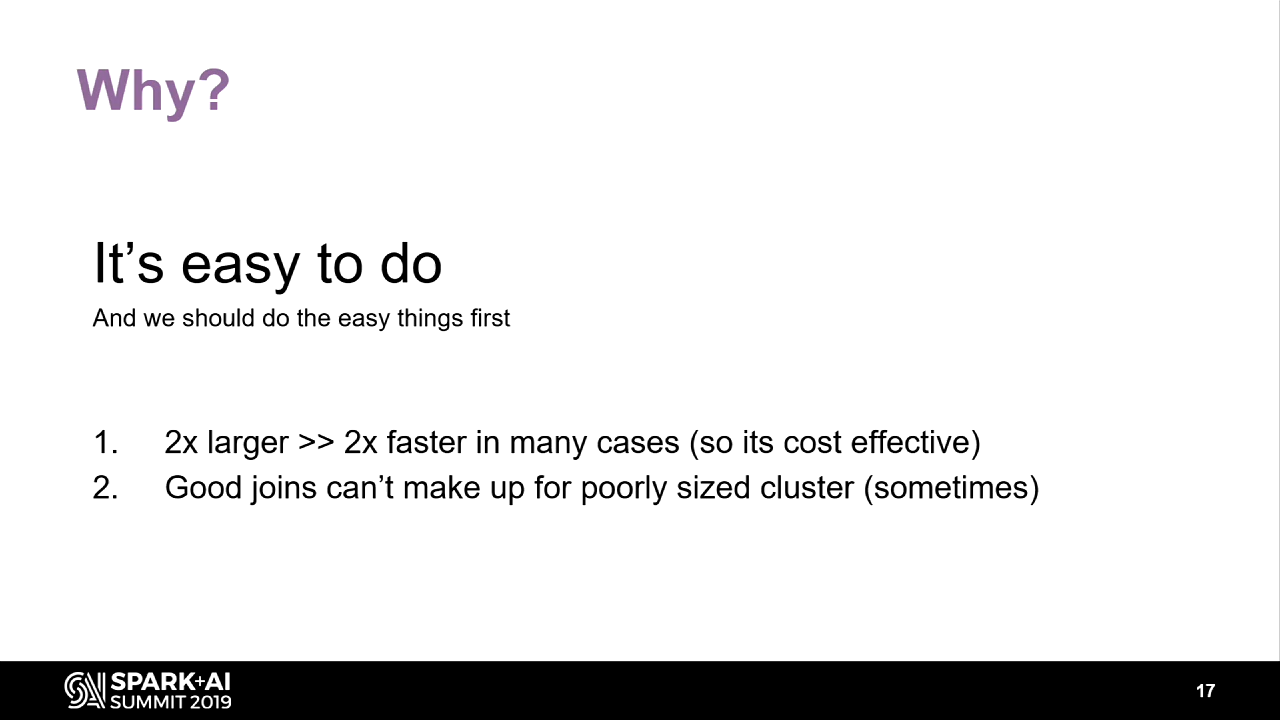 Why?
It’s easy to do
And we should do the easy things first
1. 2x larger >> 2x faster in many cases (so its cost effective)
2. Good joins can’t make up for poorly sized cluster (sometimes)
SPARK+AI
SUMMIT 2019
17